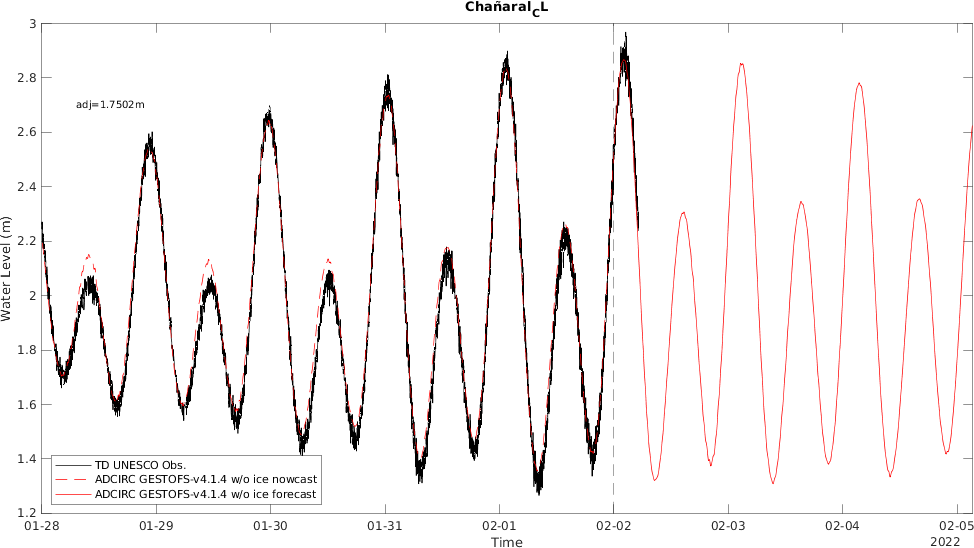 Chañaral_CL
3
2.8
2.6
2.4
2.2
2
1.8
1.6
1.4
1.2
Water Level (m)
adj=1.7502m
TD UNESCO Obs.
ADCIRC GESTOFS-v4.1.4 w/o ice nowcast
ADCIRC GESTOFS-v4.1.4 w/o ice forecast
01-28 01-29 01-30 01-31 02-01 02-02 02-03 02-04 02-05
Time
2022